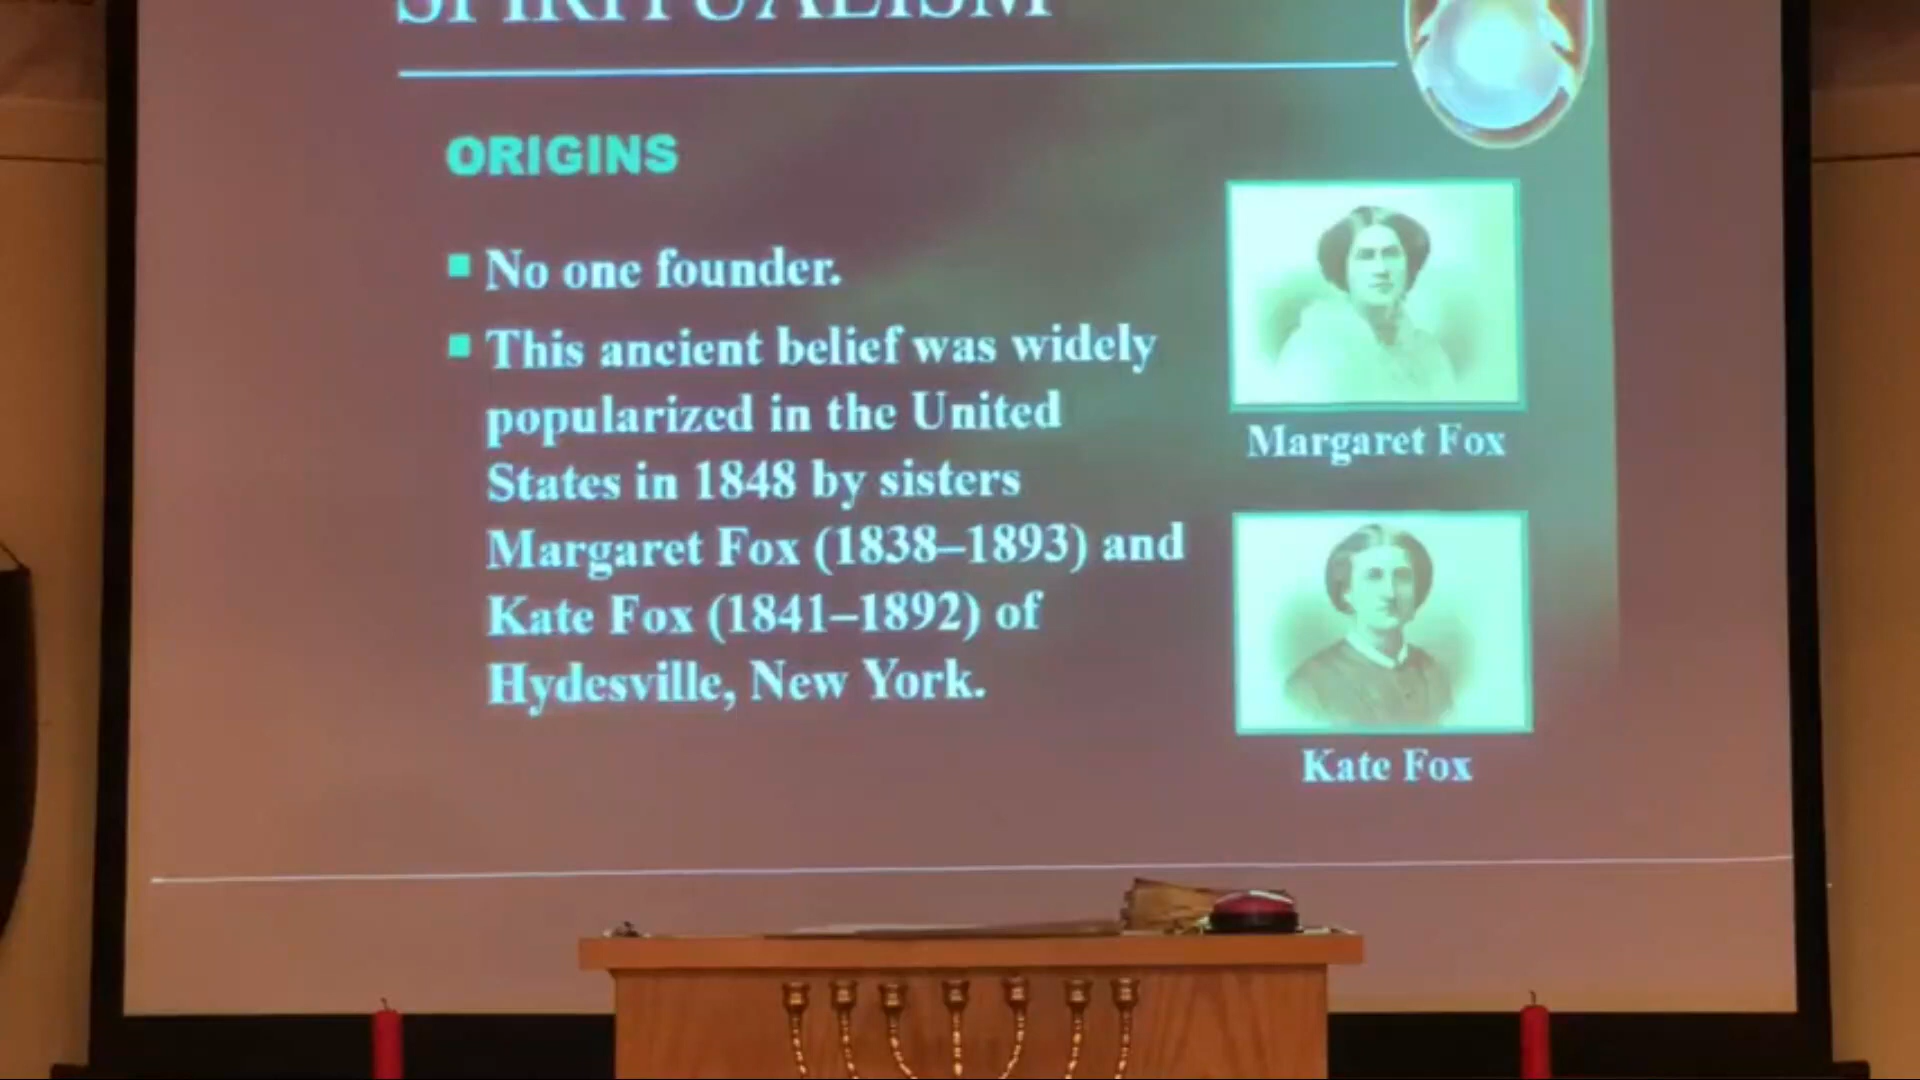 SPIRITUALISM
ORIGINS
No one founder.
This ancient belief was widely
popularized in the United
States in 1848 by sisters
Margaret Fox (1838–1893) and
Kate Fox (1841–1892) of
Hydesville, New York.
Margaret Fox
Kate Fox